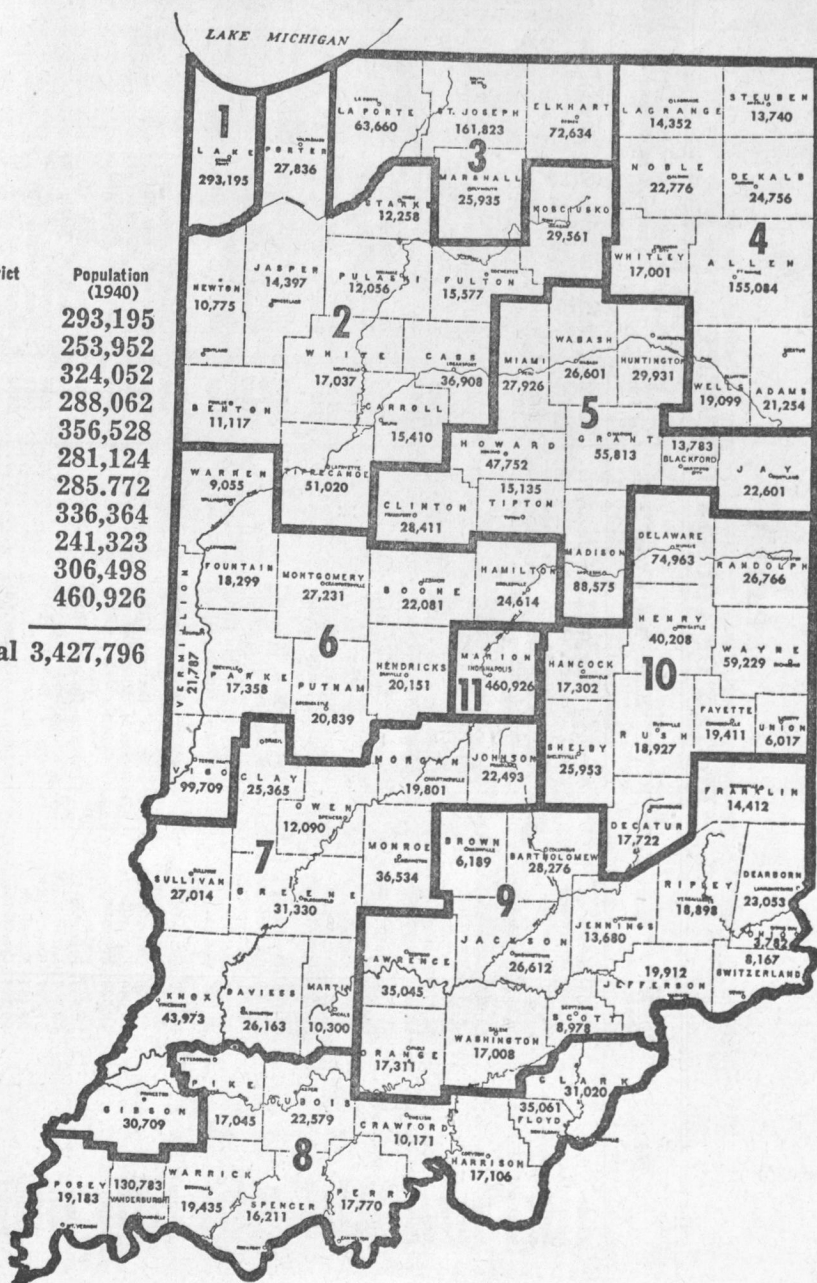 LAKE MICHIGAN
rict
Population
(1940)
293,195
253,952
324,052
288,062
356,528
281,124
285.772
336,364
241,323
306,498
460,926
al 3,427,796
1
LAKE
293,195
PORTER
27,836
LA PORTE
63,660
ST. JOSEPH
161,823
ELKHART
72,634
LAGRANGE
14,352
STEUBEN
13,740
3
MARSHALL
25,935
STARKE
12,258
KOSCIUSKO
29,561
NOBLE
22,776
DE KALB
24,756
4
WHITLEY
17,001
ALLEN
155,084
NEWTON
10,775
JASPER
14,397
PULASKI
12,056
FULTON
15,577
2
WHITE
17,037
CASS
36,908
MIAMI
27,926
WABASH
26,601
HUNTINGTON
29,931
WELLS
19,099
ADAMS
21,254
BENTON
11,117
CARROLL
15,410
5
HOWARD
47,752
GRANT
55,813
13,783
BLACKFORD
JAY
22,601
WARREN
9,055
TIPPECANOE
51,020
CLINTON
28,411
15,135
TIPTON
MADISON
88,575
DELAWARE
74,963
RANDOLPH
26,766
FOUNTAIN
18,299
MONTGOMERY
27,231
BOONE
22,081
HAMILTON
24,614
HENRY
40,208
WAYNE
59,229
VERMILLION
21,787
PARKE
17,358
6
PUTNAM
20,839
HENDRICKS
20,151
MARION
INDIANAPOLIS
460,926
11
HANCOCK
17,302
10
RUSH
18,927
FAYETTE
19,411
UNION
6,017
SHELBY
25,953
VIGO
99,709
CLAY
25,365
OWEN
12,090
MORGAN
19,801
JOHNSON
22,493
DECATUR
17,722
FRANKLIN
14,412
7
SULLIVAN
27,014
GREENE
31,330
MONROE
36,534
BROWN
6,189
BARTHOLOMEW
28,276
9
DEARBORN
23,053
RIPLEY
18,898
OHIO
3,782
8,167
SWITZERLAND
JENNINGS
13,680
JACKSON
26,612
LAWRENCE
35,045
19,912
JEFFERSON
KNOX
43,973
DAVIESS
26,163
MARTIN
10,300
SCOTT
8,978
WASHINGTON
17,008
ORANGE
17,311
CLARK
31,020
35,061
FLOYD
GIBSON
30,709
PIKE
17,045
DUBOIS
22,579
CRAWFORD
10,171
HARRISON
17,106
8
POSEY
19,183
130,783
VANDERBURGH
WARRICK
19,435
SPENCER
16,211
PERRY
17,770